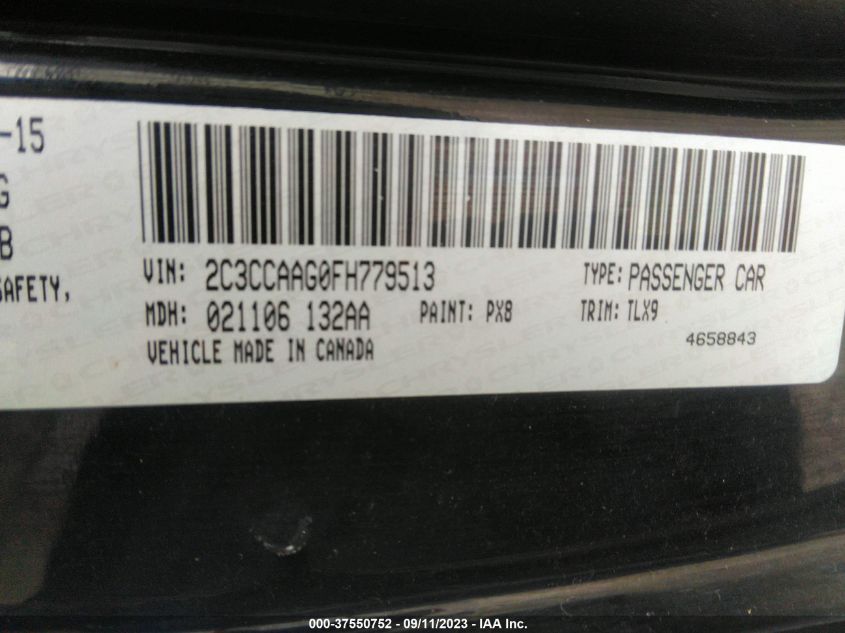 -15
G
B
SAFETY,
VIN: 2C3CCAAG0FH779513 TYPE: PASSENGER CAR
MDH: 021106 132AA PAINT: PX8 TRIM: TLX9
VEHICLE MADE IN CANADA 4658843
000-37550752 - 09/11/2023 - IAA Inc.